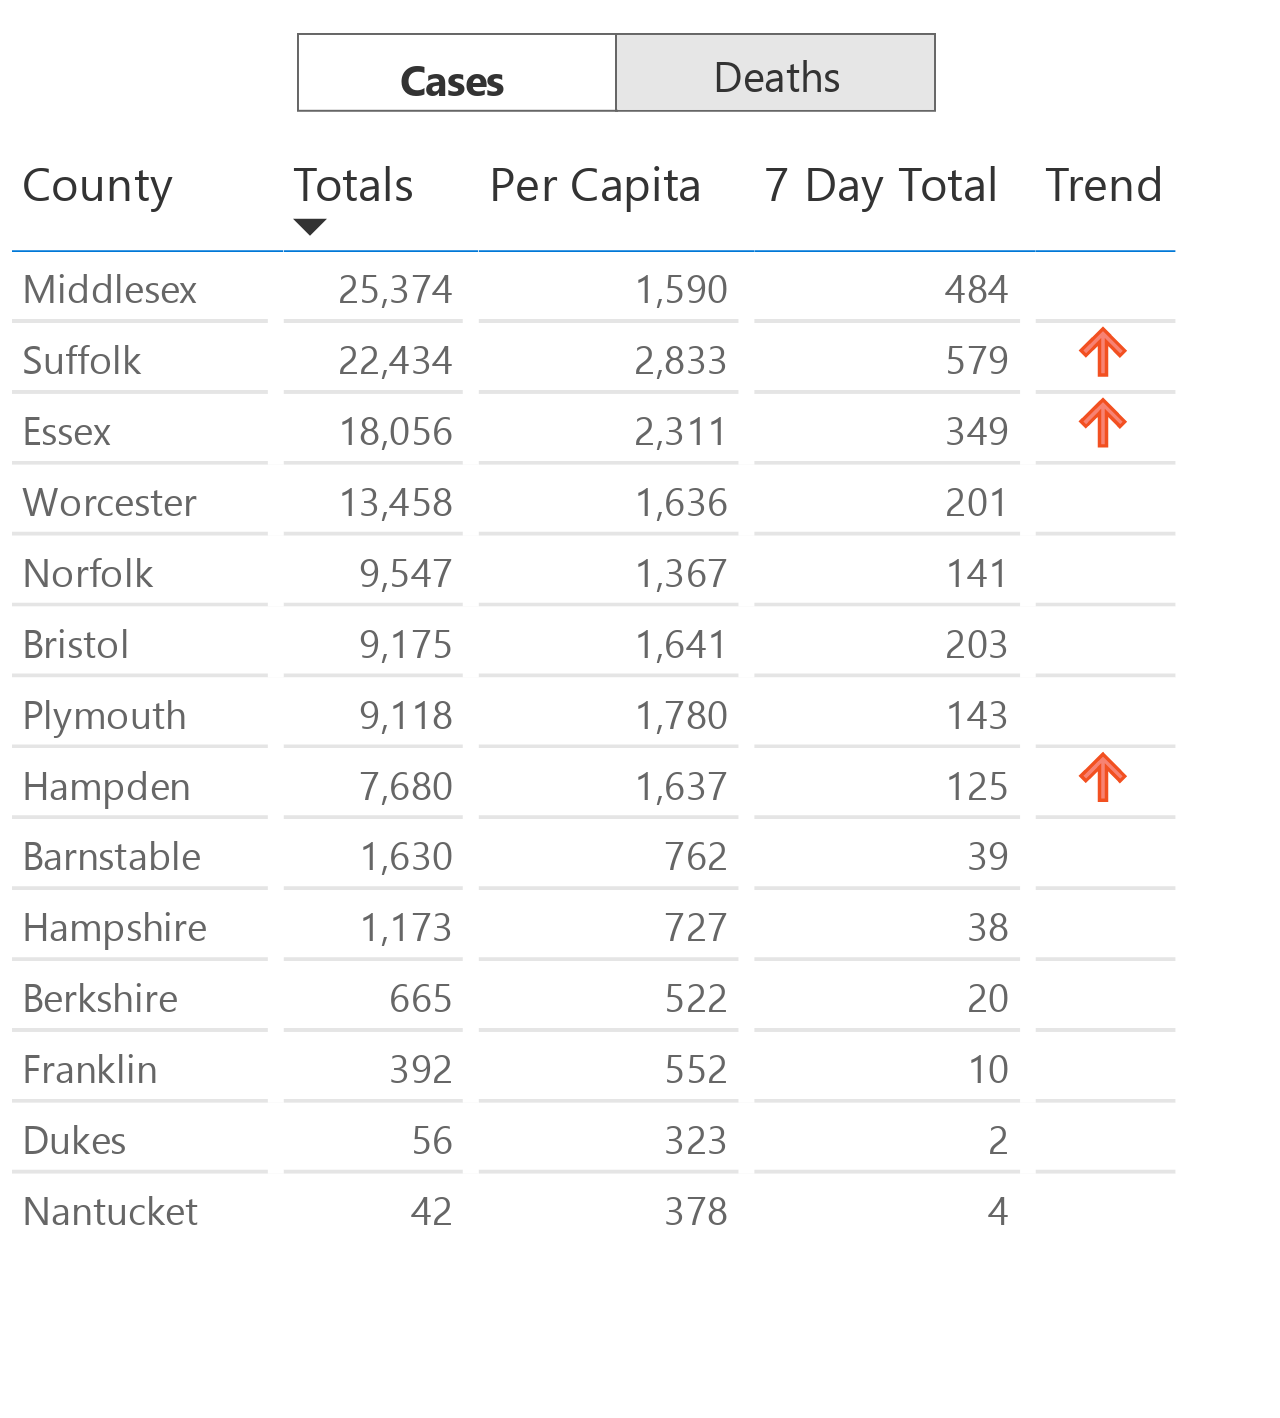 Cases Deaths
County Totals Per Capita 7 Day Total Trend
Middlesex 25,374 1,590 484
Suffolk 22,434 2,833 579
Essex 18,056 2,311 349
Worcester 13,458 1,636 201
Norfolk 9,547 1,367 141
Bristol 9,175 1,641 203
Plymouth 9,118 1,780 143
Hampden 7,680 1,637 125
Barnstable 1,630 762 39
Hampshire 1,173 727 38
Berkshire 665 522 20
Franklin 392 552 10
Dukes 56 323 2
Nantucket 42 378 4